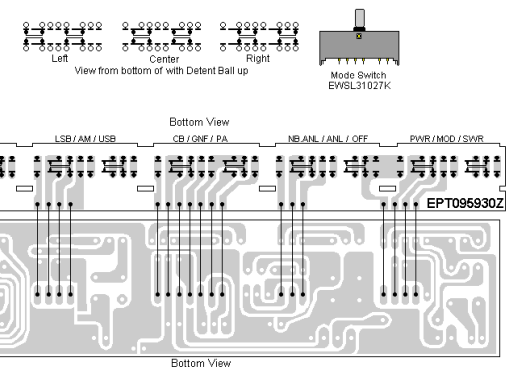 Left
Center
Right
View from bottom of with Detent Ball up
Mode Switch
EWSL31027K
Bottom View
LSB / AM / USB
CB / GNF / PA
NB.ANL / ANL / OFF
PWR / MOD / SWR
EPT095930Z
Bottom View